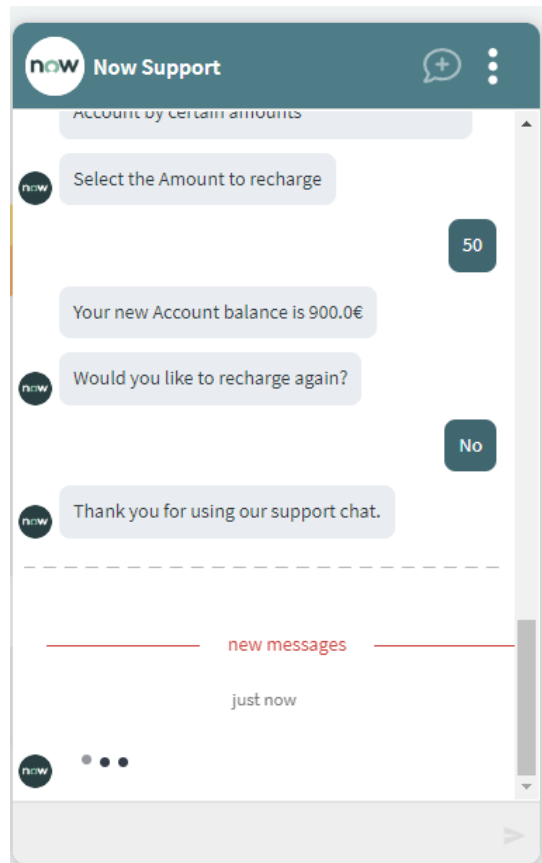 now Now Support
Account by certain amounts
now Select the Amount to recharge
50
Your new Account balance is 900.0€
now Would you like to recharge again?
No
now Thank you for using our support chat.
new messages
just now
now